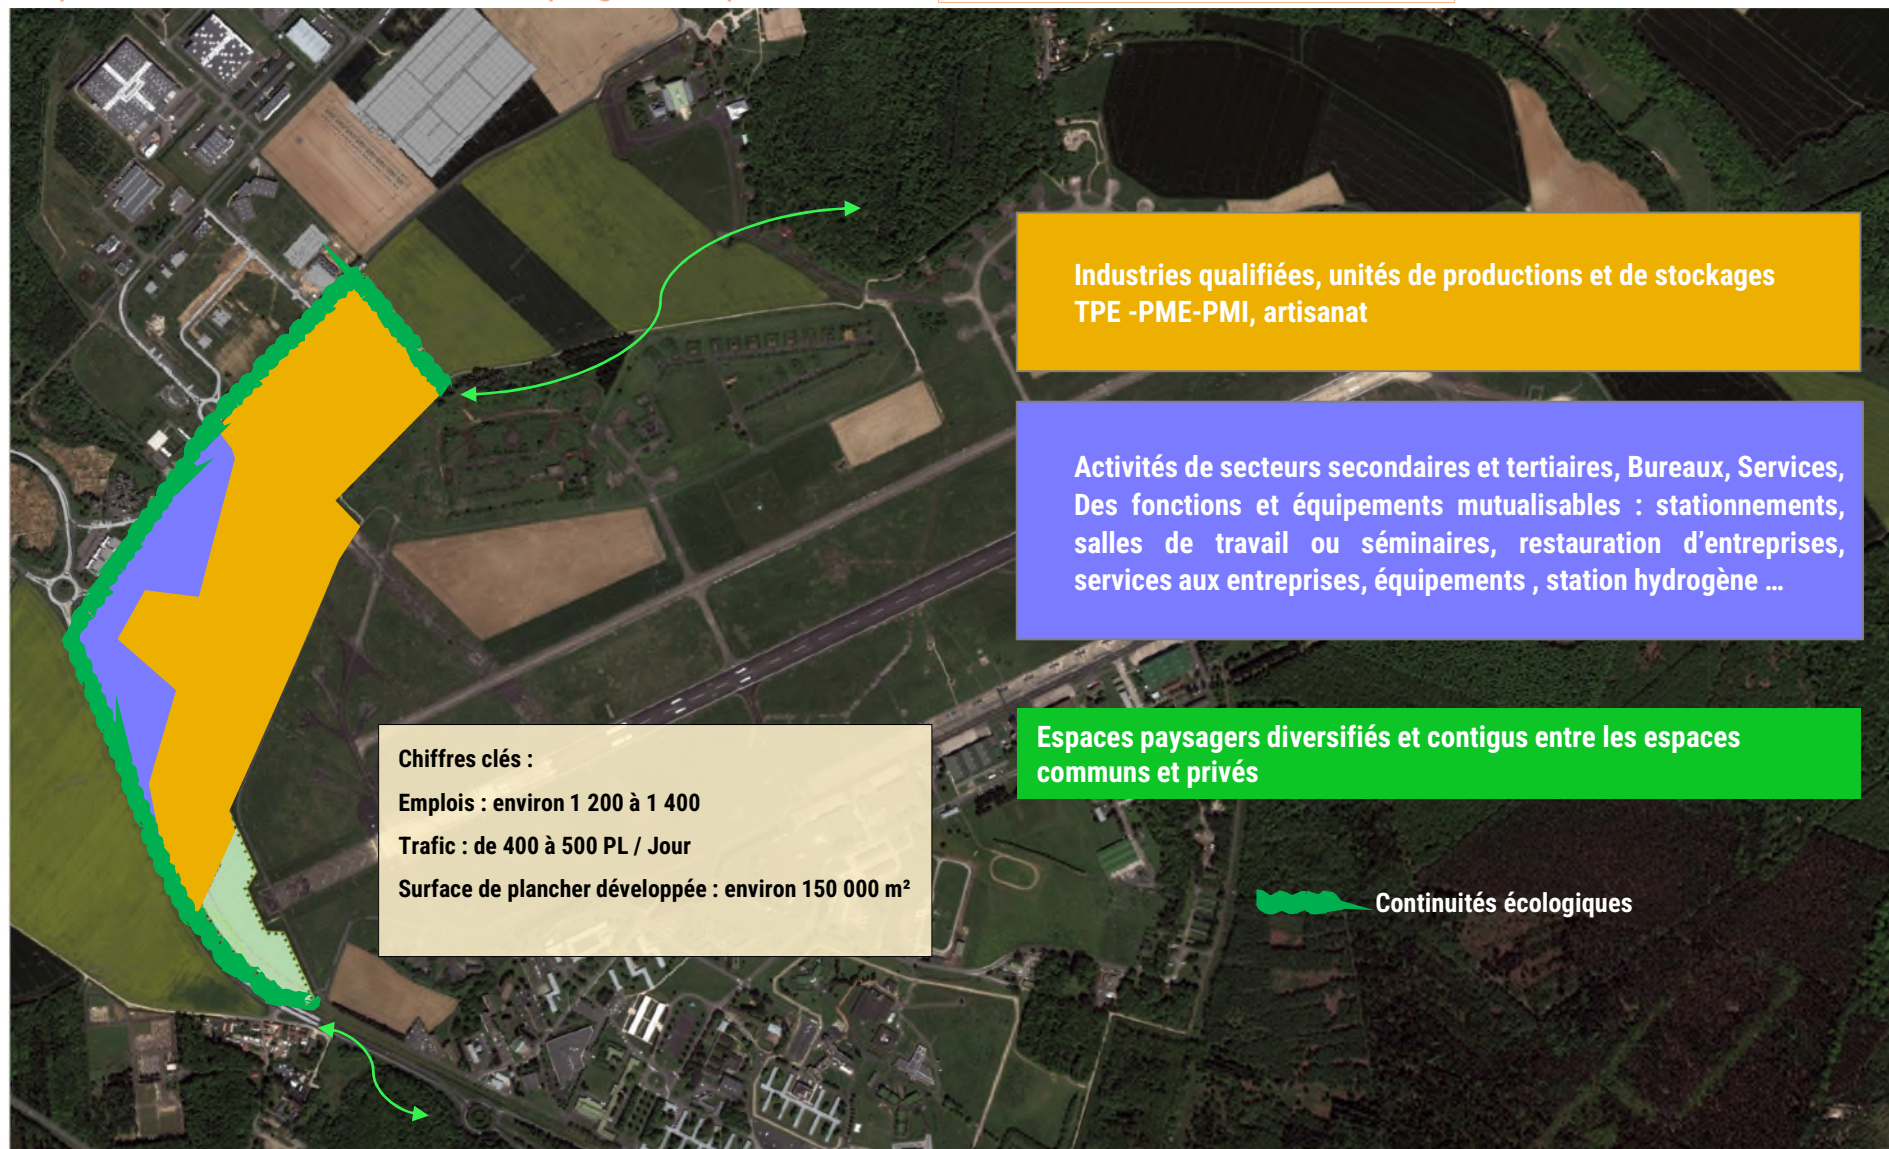 Industries qualifiées, unités de productions et de stockages
TPE -PME-PMI, artisanat
Activités de secteurs secondaires et tertiaires, Bureaux, Services,
Des fonctions et équipements mutualisables : stationnements,
salles de travail ou séminaires, restauration d’entreprises,
services aux entreprises, équipements , station hydrogène ...
Espaces paysagers diversifiés et contigus entre les espaces
communs et privés
Chiffres clés :
Emplois : environ 1 200 à 1 400
Trafic : de 400 à 500 PL / Jour
Surface de plancher développée : environ 150 000 m²
Continuités écologiques